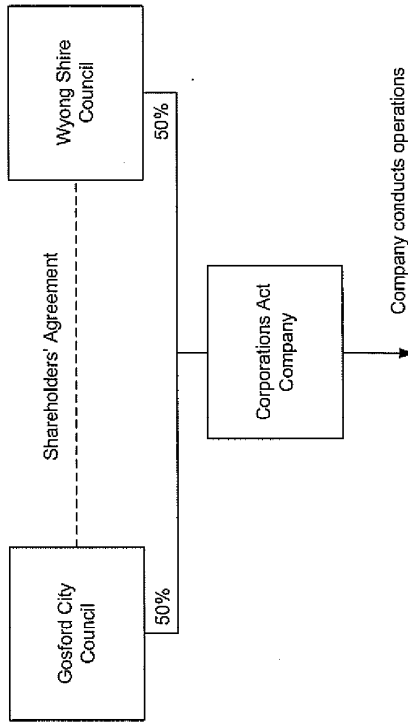 Gosford City
Council
Shareholders' Agreement
Wyong Shire
Council
50%
50%
Corporations Act
Company
Company conducts operations